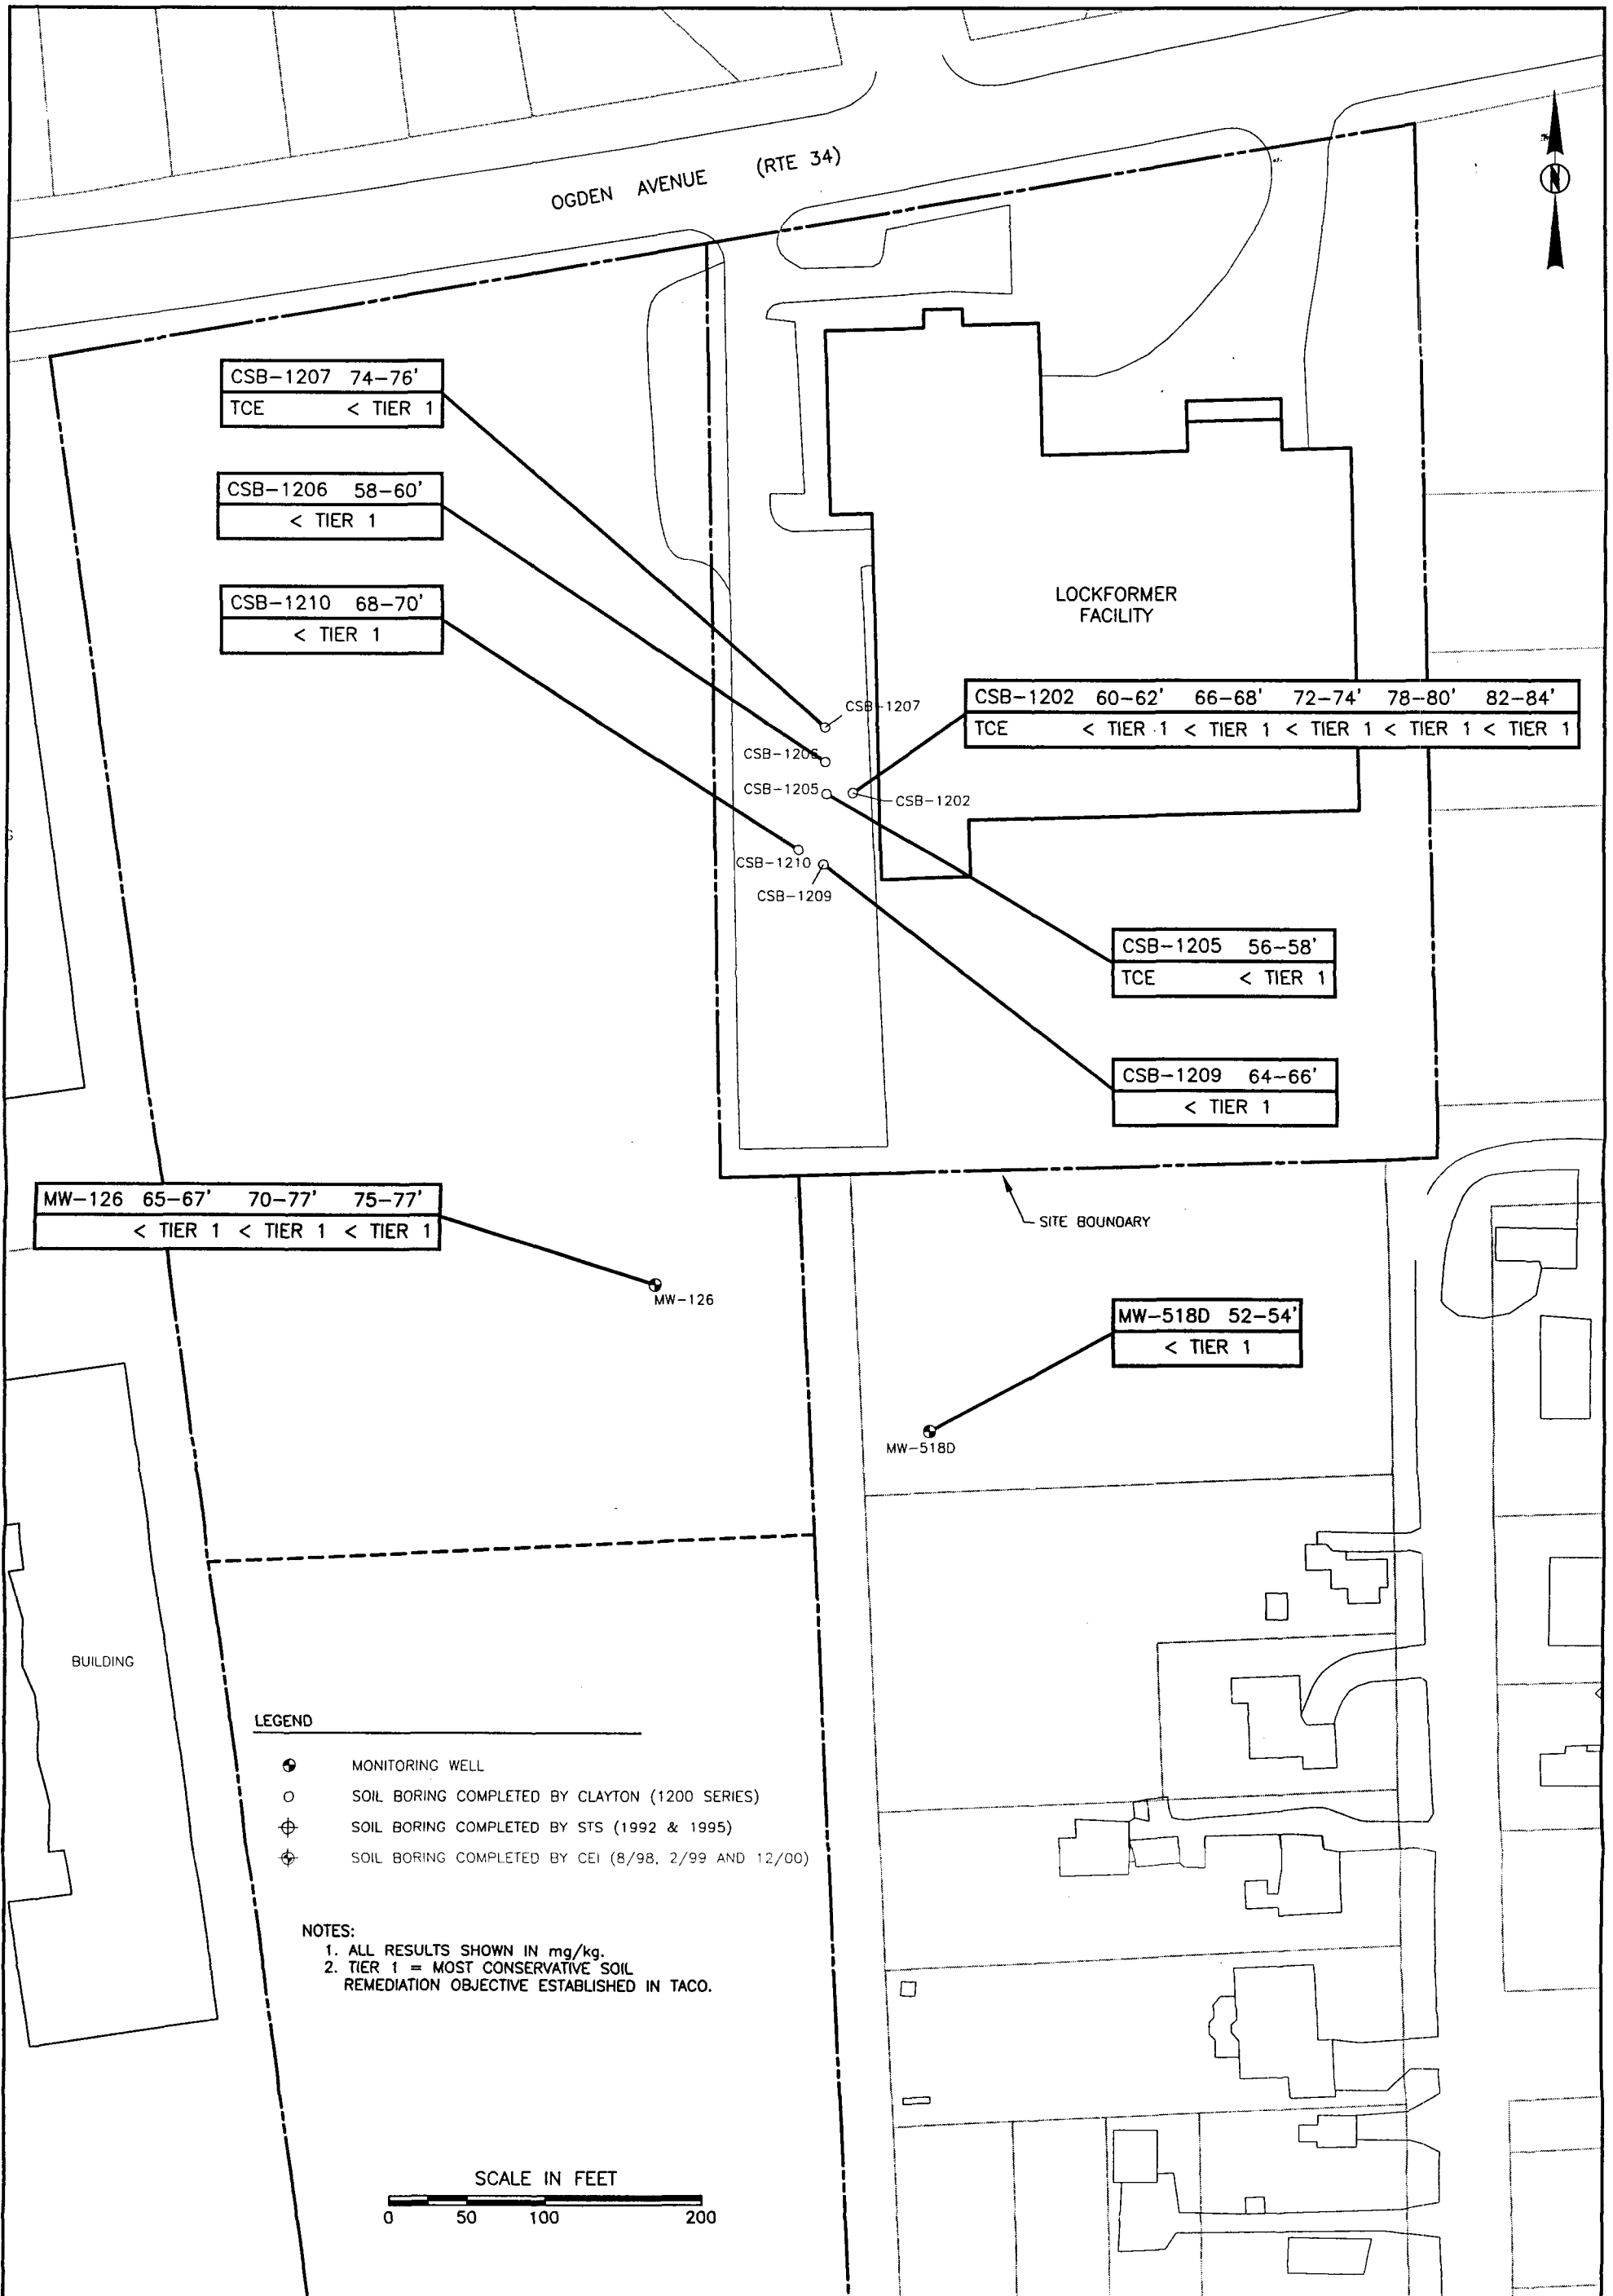 OGDEN AVENUE (RTE 34)
N
CSB-1207 74-76'
TCE < TIER 1
CSB-1206 58-60'
< TIER 1
CSB-1210 68-70'
< TIER 1
LOCKFORMER
FACILITY
CSB-1202 60-62' 66-68' 72-74' 78-80' 82-84'
TCE < TIER 1 < TIER 1 < TIER 1 < TIER 1 < TIER 1
CSB-1207
CSB-1206
CSB-1205
CSB-1202
CSB-1210
CSB-1209
CSB-1205 56-58'
TCE < TIER 1
CSB-1209 64-66'
< TIER 1
MW-126 65-67' 70-77' 75-77'
< TIER 1 < TIER 1 < TIER 1
SITE BOUNDARY
MW-126
MW-518D 52-54'
< TIER 1
MW-518D
BUILDING
LEGEND
MONITORING WELL
SOIL BORING COMPLETED BY CLAYTON (1200 SERIES)
SOIL BORING COMPLETED BY STS (1992 & 1995)
SOIL BORING COMPLETED BY CEI (8/98, 2/99 AND 12/00)
NOTES:
1. ALL RESULTS SHOWN IN mg/kg.
2. TIER 1 = MOST CONSERVATIVE SOIL
REMEDIATION OBJECTIVE ESTABLISHED IN TACO.
SCALE IN FEET
0 50 100 200